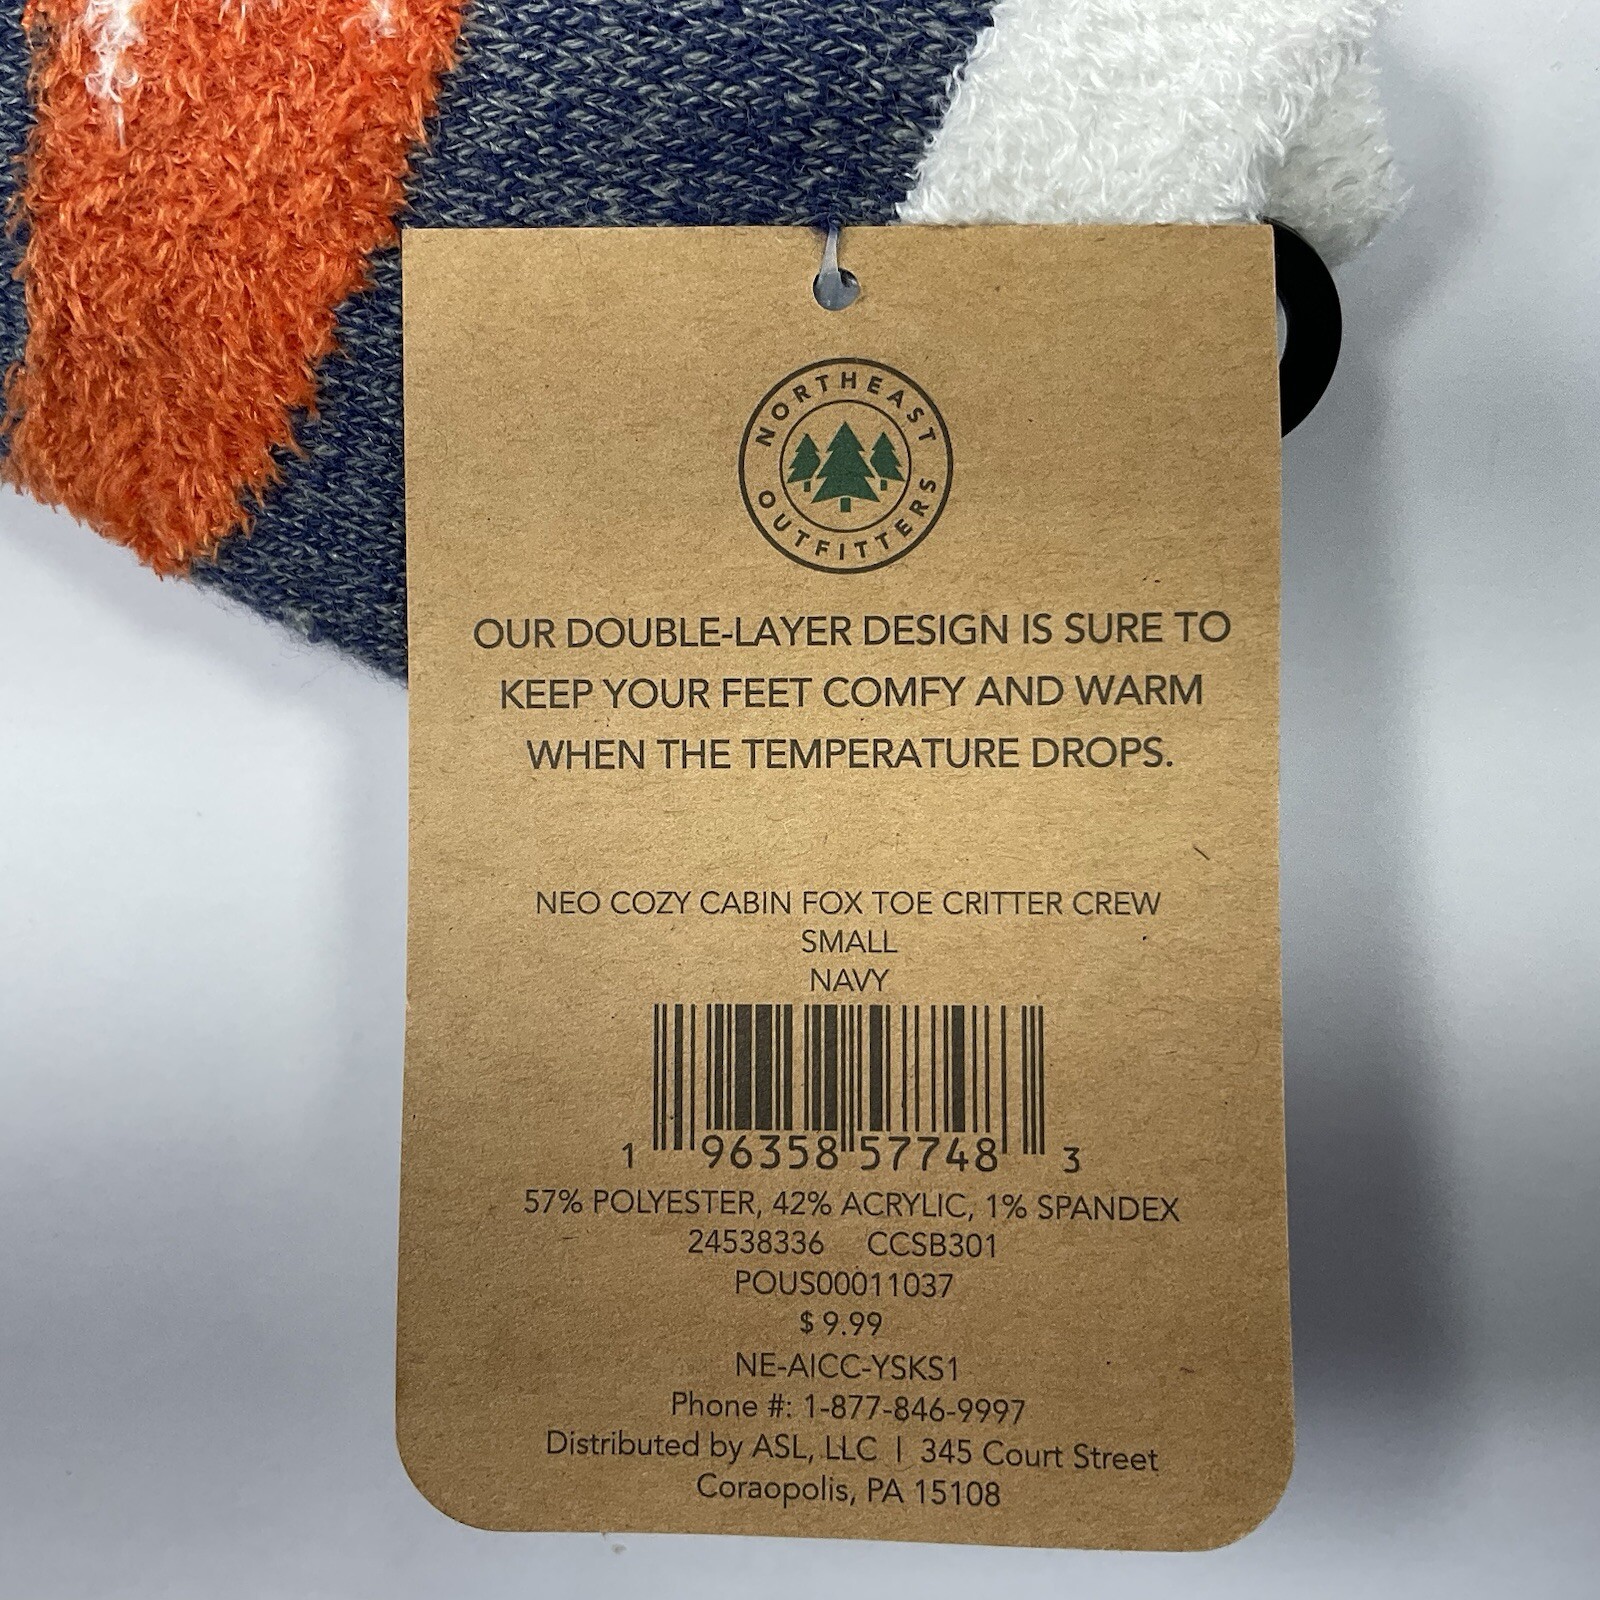 NORTHEAST
OUTFITTERS
OUR DOUBLE-LAYER DESIGN IS SURE TO
KEEP YOUR FEET COMFY AND WARM
WHEN THE TEMPERATURE DROPS.
NEO COZY CABIN FOX TOE CRITTER CREW
SMALL
NAVY
1 96358 57748 3
57% POLYESTER, 42% ACRYLIC, 1% SPANDEX
24538336 CCSB301
POUS00011037
$ 9.99
NE-AICC-YSKS1
Phone #: 1-877-846-9997
Distributed by ASL, LLC | 345 Court Street
Coraopolis, PA 15108